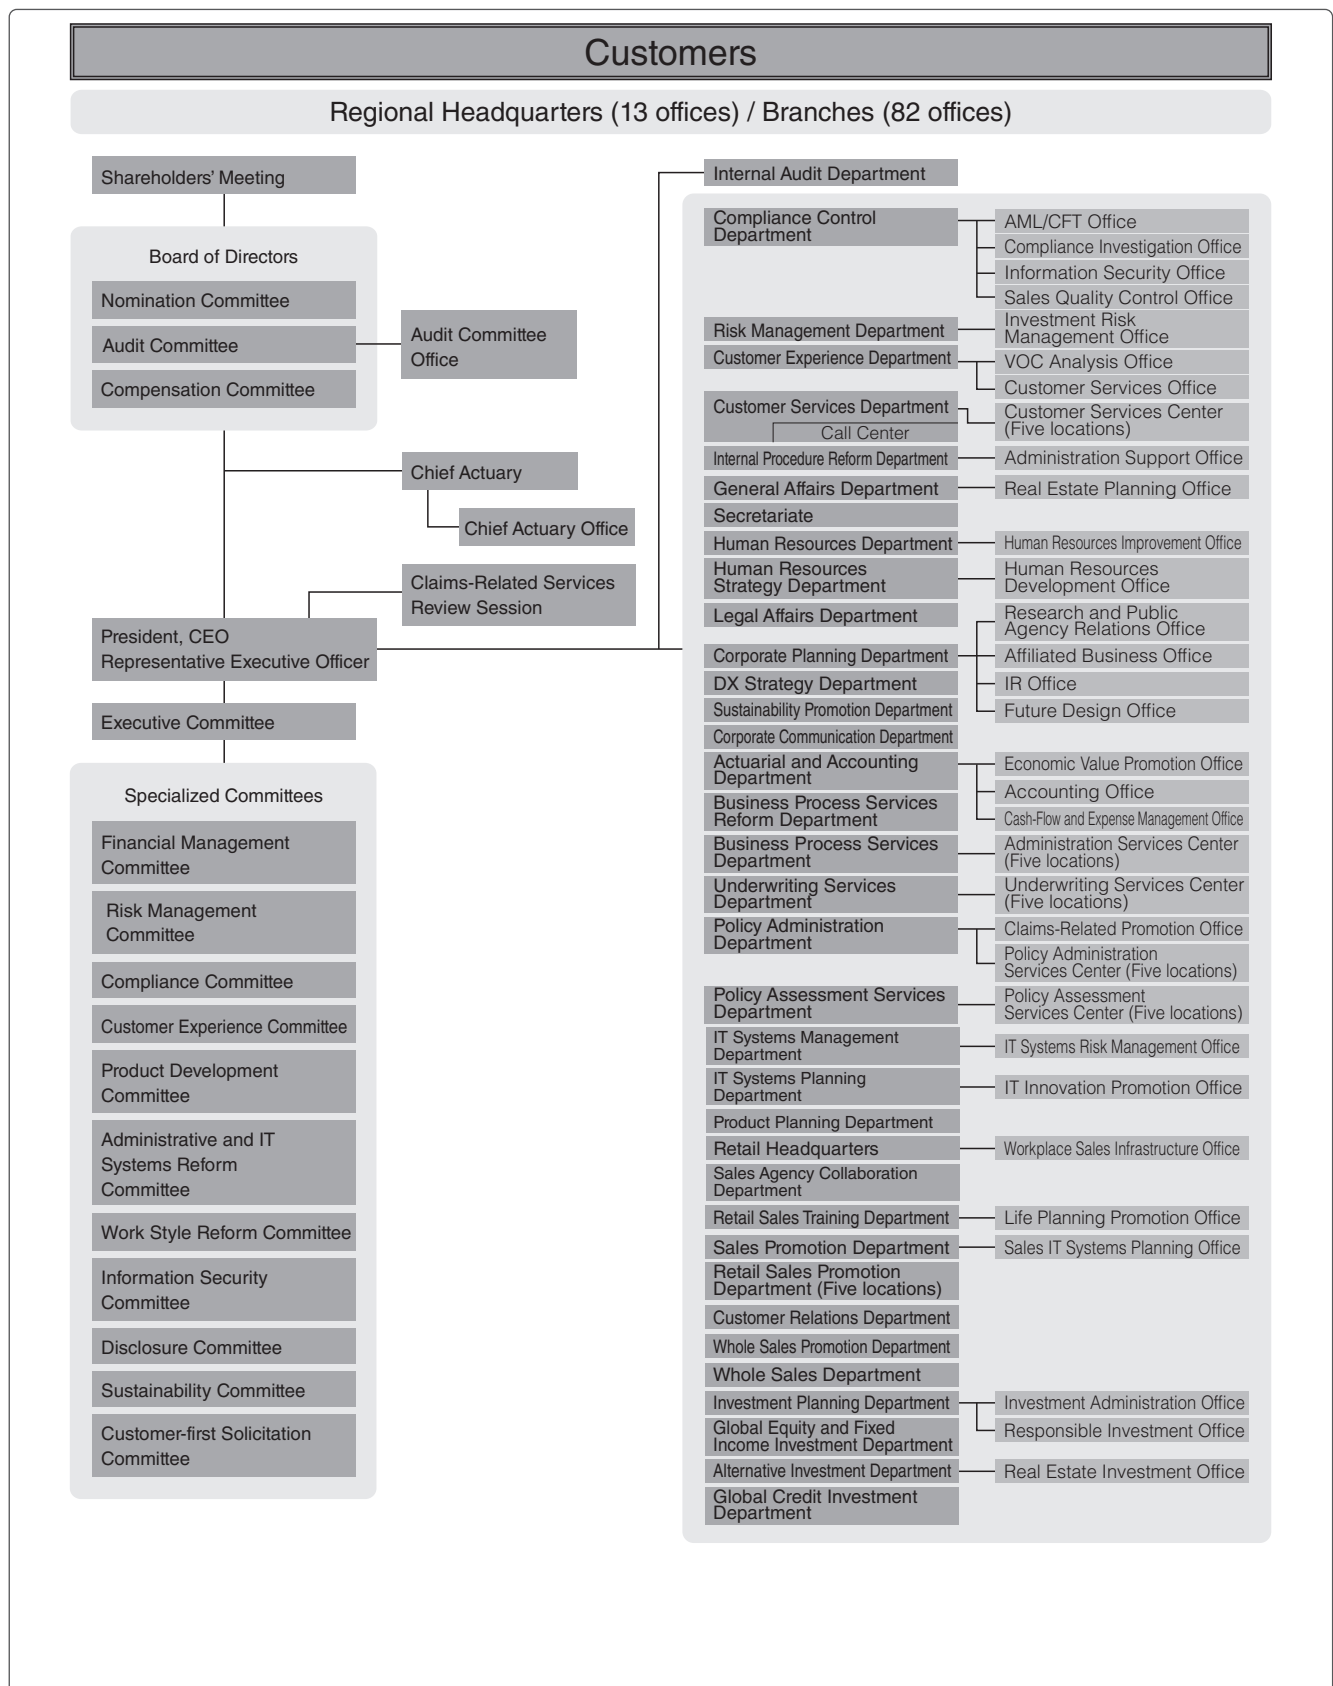 Customers
Regional Headquarters (13 offices) / Branches (82 offices)
Shareholders' Meeting
Board of Directors
Nomination Committee
Audit Committee
Compensation Committee
Audit Committee
Office
Chief Actuary
Chief Actuary Office
Claims-Related Services
Review Session
President, CEO
Representative Executive Officer
Executive Committee
Specialized Committees
Financial Management
Committee
Risk Management
Committee
Compliance Committee
Customer Experience Committee
Product Development
Committee
Administrative and IT
Systems Reform
Committee
Work Style Reform Committee
Information Security
Committee
Disclosure Committee
Sustainability Committee
Customer-first Solicitation
Committee
Internal Audit Department
Compliance Control
Department
AML/CFT Office
Compliance Investigation Office
Information Security Office
Sales Quality Control Office
Risk Management Department
Investment Risk
Management Office
Customer Experience Department
VOC Analysis Office
Customer Services Office
Customer Services Department
Call Center
Customer Services Center
(Five locations)
Internal Procedure Reform Department
Administration Support Office
General Affairs Department
Real Estate Planning Office
Secretariate
Human Resources Department
Human Resources Improvement Office
Human Resources
Strategy Department
Human Resources
Development Office
Legal Affairs Department
Research and Public
Agency Relations Office
Corporate Planning Department
Affiliated Business Office
DX Strategy Department
IR Office
Sustainability Promotion Department
Future Design Office
Corporate Communication Department
Actuarial and Accounting
Department
Economic Value Promotion Office
Accounting Office
Business Process Services
Reform Department
Cash-Flow and Expense Management Office
Business Process Services
Department
Administration Services Center
(Five locations)
Underwriting Services
Department
Underwriting Services Center
(Five locations)
Policy Administration
Department
Claims-Related Promotion Office
Policy Administration
Services Center (Five locations)
Policy Assessment Services
Department
Policy Assessment
Services Center (Five locations)
IT Systems Management
Department
IT Systems Risk Management Office
IT Systems Planning
Department
IT Innovation Promotion Office
Product Planning Department
Retail Headquarters
Workplace Sales Infrastructure Office
Sales Agency Collaboration
Department
Retail Sales Training Department
Life Planning Promotion Office
Sales Promotion Department
Sales IT Systems Planning Office
Retail Sales Promotion
Department (Five locations)
Customer Relations Department
Whole Sales Promotion Department
Whole Sales Department
Investment Planning Department
Investment Administration Office
Responsible Investment Office
Global Equity and Fixed
Income Investment Department
Alternative Investment Department
Real Estate Investment Office
Global Credit Investment
Department